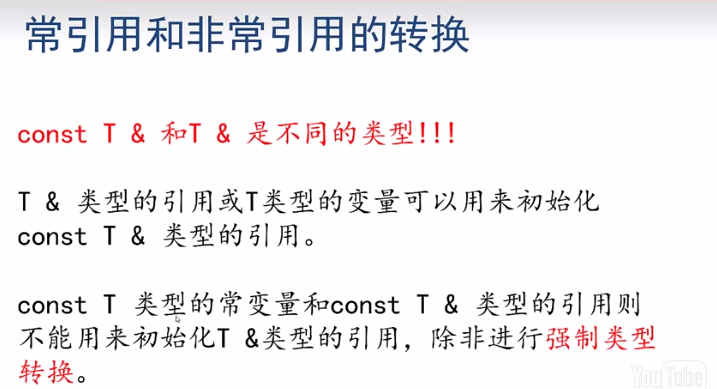 常引用和非常引用的转换
const T & 和T & 是不同的类型!!!
T & 类型的引用或T类型的变量可以用来初始化
const T & 类型的引用。
const T 类型的常变量和const T & 类型的引用则
不能用来初始化T &类型的引用，除非进行强制类型
转换。
YouTube